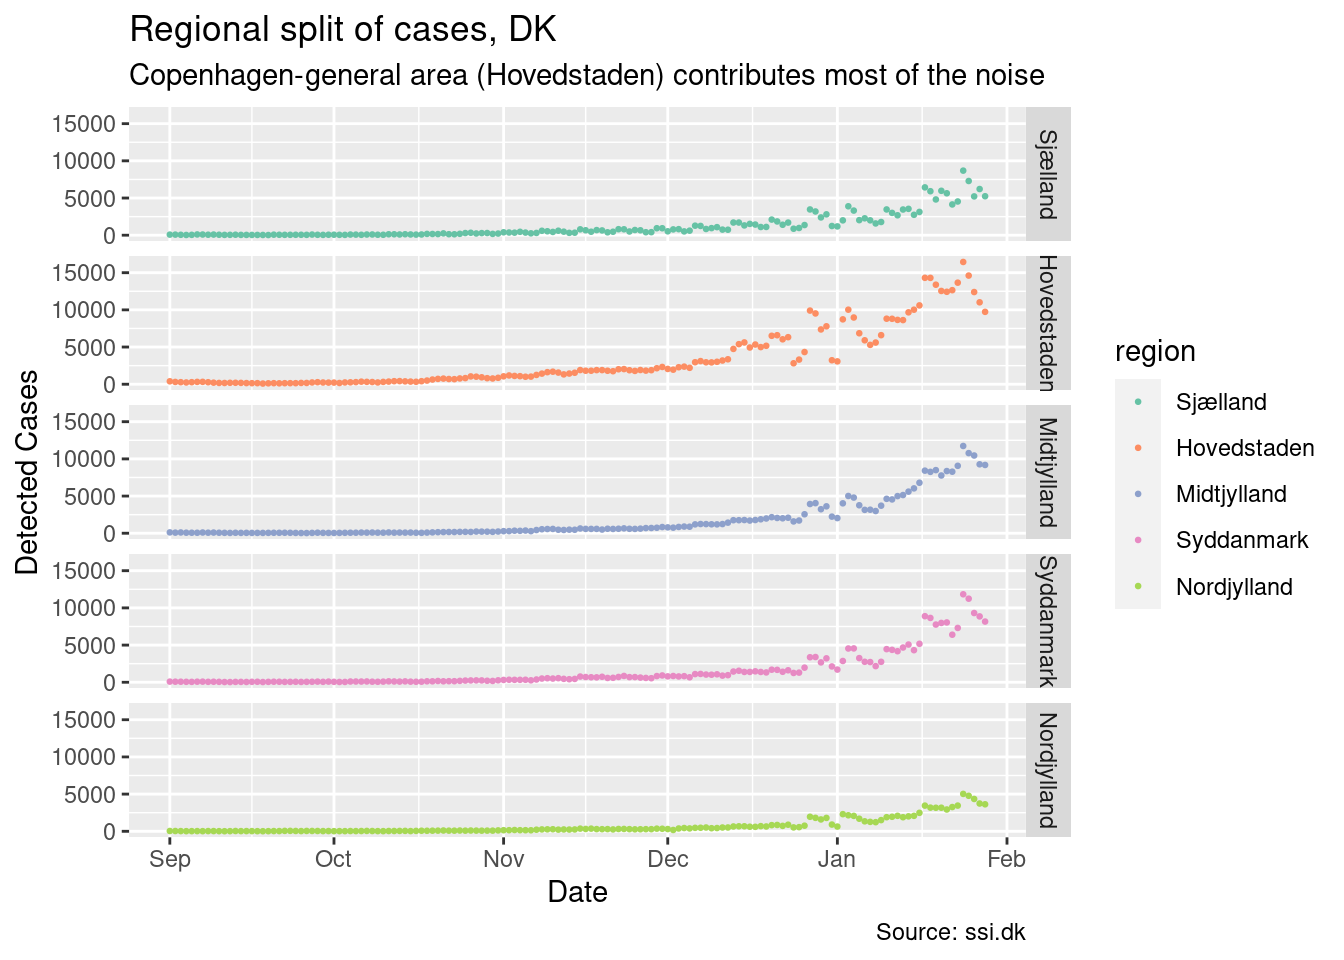 Regional split of cases, DK
Copenhagen-general area (Hovedstaden) contributes most of the noise
Detected Cases
15000
10000
5000
0
Sjælland
15000
10000
5000
0
Hovedstaden
15000
10000
5000
0
Midtjylland
15000
10000
5000
0
Syddanmark
15000
10000
5000
0
Nordjylland
Sep Oct Nov Dec Jan Feb
Date
region
Sjælland
Hovedstaden
Midtjylland
Syddanmark
Nordjylland
Source: ssi.dk